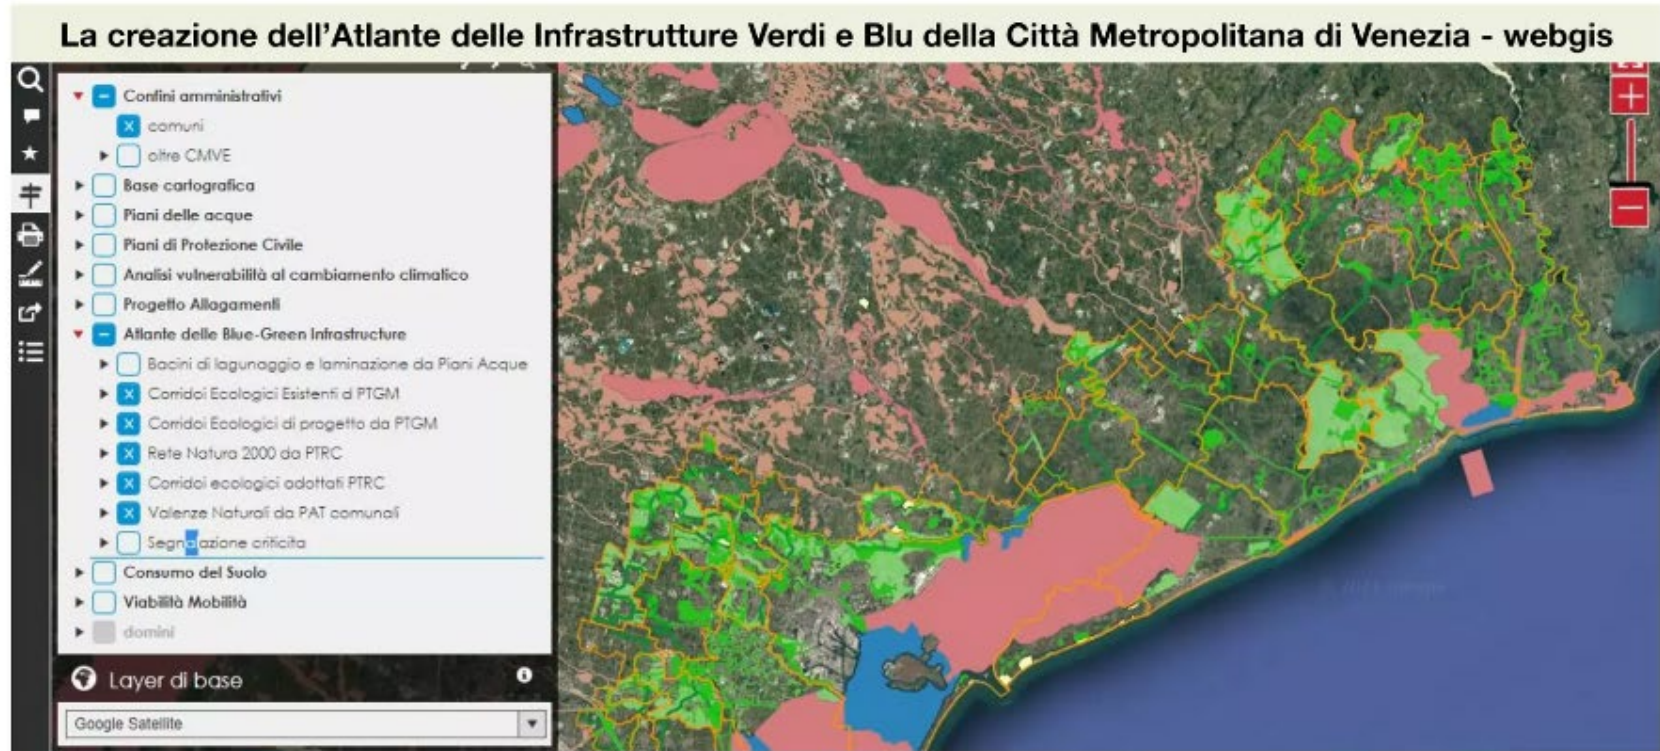 La creazione dell'Atlante delle Infrastrutture Verdi e Blu della Città Metropolitana di Venezia - webgis
Confini amministrativi
comuni
oltre CMVE
Base cartografica
Piani delle acque
Piani di Protezione Civile
Analisi vulnerabilità al cambiamento climatico
Progetto Allagamenti
Atlante delle Blue-Green Infrastructure
Bacini di lagunaggio e laminazione da Piani Acque
Corridoi Ecologici Esistenti d PTGM
Corridoi Ecologici di progetto da PTGM
Rete Natura 2000 da PTRC
Corridoi ecologici adottati PTRC
Valenze Naturali da PAT comunali
Segnalazione criticita
Consumo del Suolo
Viabilità Mobilità
domini
Layer di base
Google Satellite